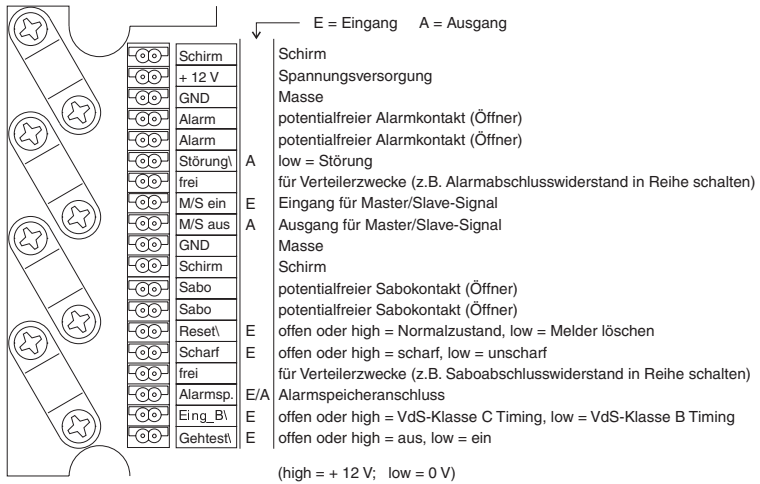 E = Eingang A = Ausgang
Schirm Schirm
+ 12 V Spannungsversorgung
GND Masse
Alarm potentialfreier Alarmkontakt (Öffner)
Alarm potentialfreier Alarmkontakt (Öffner)
Störung\ A low = Störung
frei für Verteilerzwecke (z.B. Alarmabschlusswiderstand in Reihe schalten)
M/S ein E Eingang für Master/Slave-Signal
M/S aus A Ausgang für Master/Slave-Signal
GND Masse
Schirm Schirm
Sabo potentialfreier Sabokontakt (Öffner)
Sabo potentialfreier Sabokontakt (Öffner)
Reset\ E offen oder high = Normalzustand, low = Melder löschen
Scharf E offen oder high = scharf, low = unscharf
frei für Verteilerzwecke (z.B. Saboabschlusswiderstand in Reihe schalten)
Alarmsp. E/A Alarmspeicheranschluss
Eing_B\ E offen oder high = VdS-Klasse C Timing, low = VdS-Klasse B Timing
Gehtest\ E offen oder high = aus, low = ein
(high = + 12 V; low = 0 V)